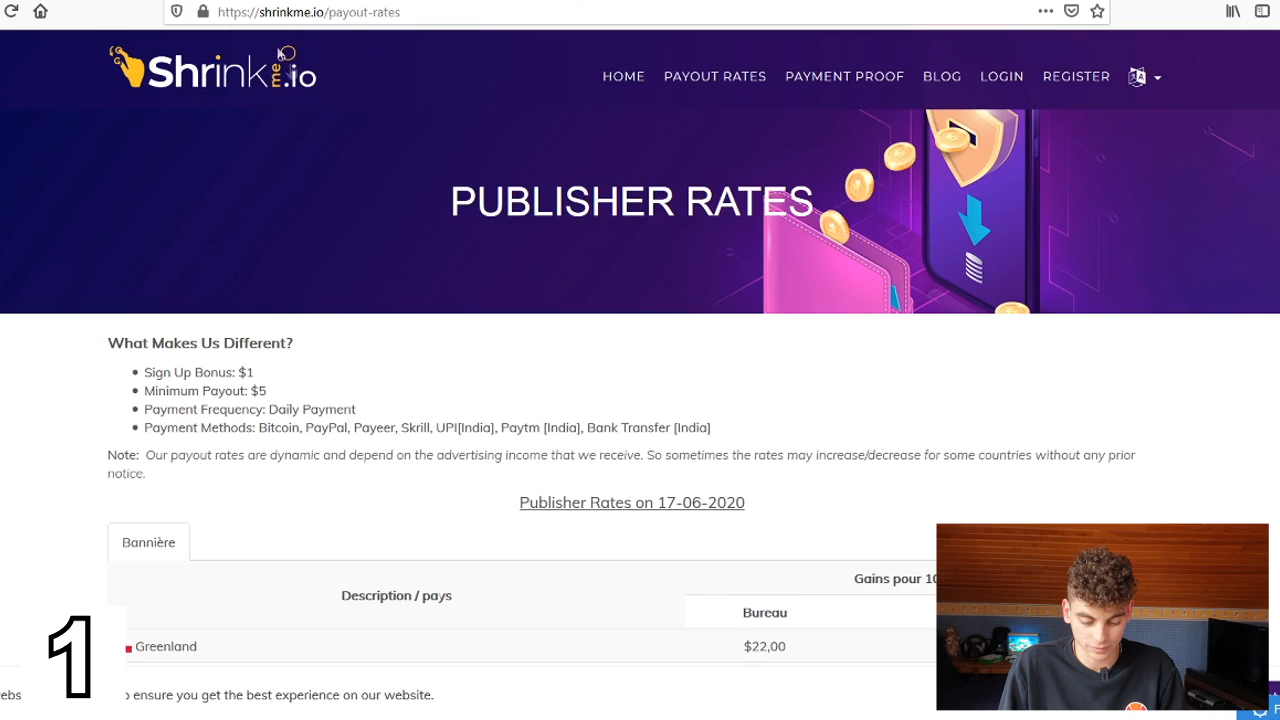 https://shrinkme.io/payout-rates
Shrinkme.io
HOME PAYOUT RATES PAYMENT PROOF BLOG LOGIN REGISTER
PUBLISHER RATES
What Makes Us Different?
Sign Up Bonus: $1
Minimum Payout: $5
Payment Frequency: Daily Payment
Payment Methods: Bitcoin, PayPal, Payeer, Skrill, UPI[India], Paytm [India], Bank Transfer [India]
Note: Our payout rates are dynamic and depend on the advertising income that we receive. So sometimes the rates may increase/decrease for some countries without any prior
notice.
Publisher Rates on 17-06-2020
Bannière
Gains pour 10
Description / pays
Bureau
Greenland $22,00
1
o ensure you get the best experience on our website.